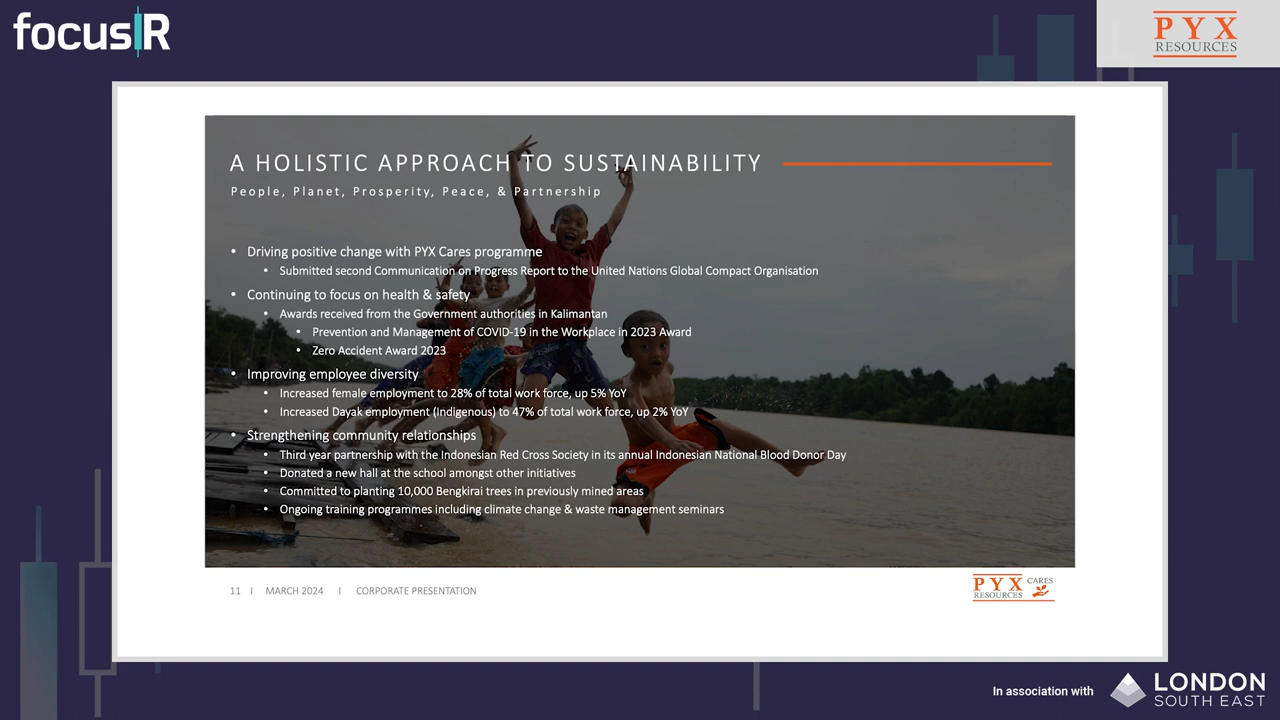 focusIR
PYX
RESOURCES
A HOLISTIC APPROACH TO SUSTAINABILITY
People, Planet, Prosperity, Peace, & Partnership
• Driving positive change with PYX Cares programme
• Submitted second Communication on Progress Report to the United Nations Global Compact Organisation
• Continuing to focus on health & safety
• Awards received from the Government authorities in Kalimantan
• Prevention and Management of COVID-19 in the Workplace in 2023 Award
• Zero Accident Award 2023
• Improving employee diversity
• Increased female employment to 28% of total work force, up 5% YoY
• Increased Dayak employment (Indigenous) to 47% of total work force, up 2% YoY
• Strengthening community relationships
• Third year partnership with the Indonesian Red Cross Society in its annual Indonesian National Blood Donor Day
• Donated a new hall at the school amongst other initiatives
• Committed to planting 10,000 Bengkirai trees in previously mined areas
• Ongoing training programmes including climate change & waste management seminars
11 I MARCH 2024 I CORPORATE PRESENTATION
PYX CARES
RESOURCES
In association with
LONDON
SOUTH EAST